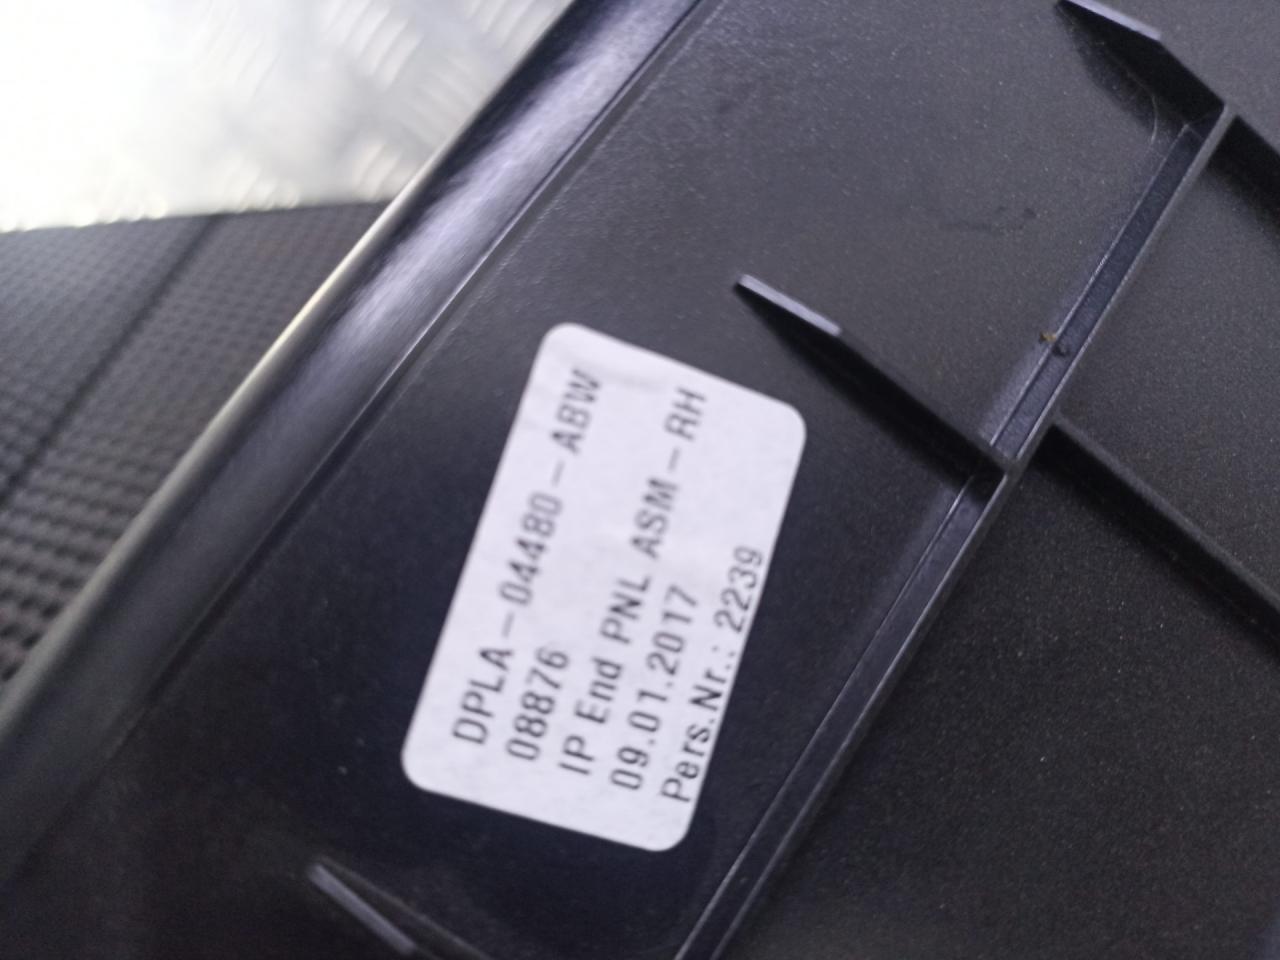 DPLA-04480-ABW
08876
IP End PNL ASM-RH
09.01.2017
Pers.Nr.: 2239